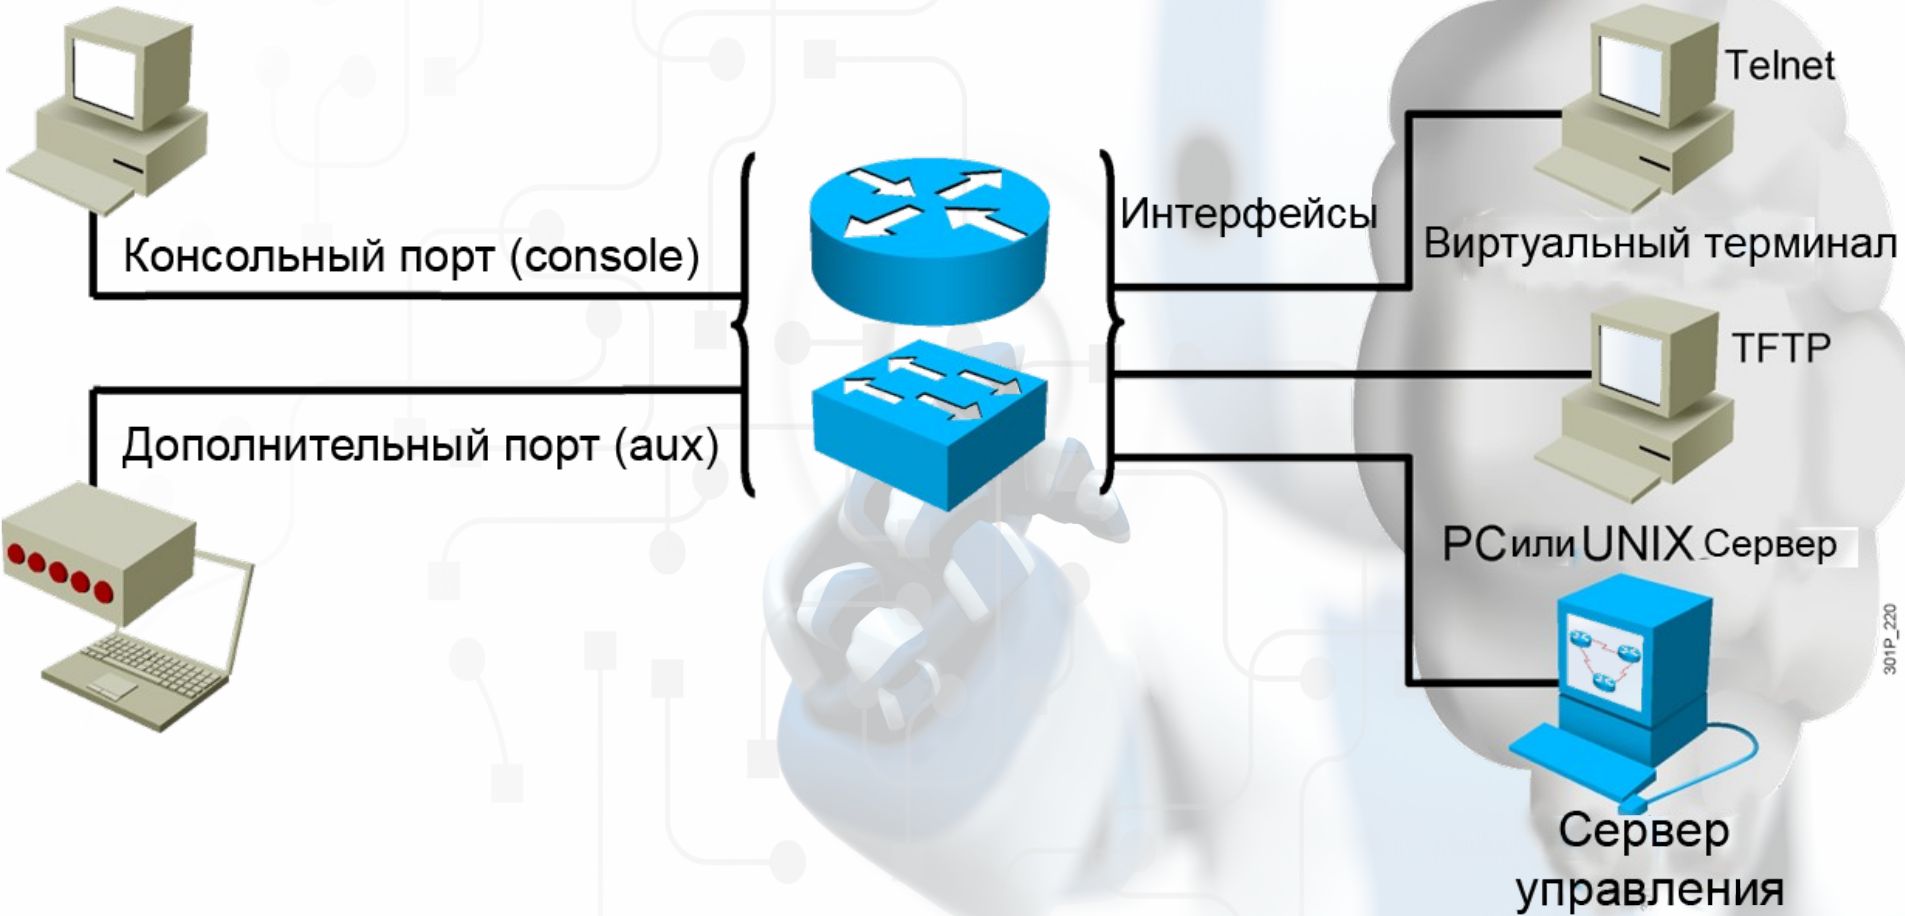 Telnet
Интерфейсы
Виртуальный терминал
Консольный порт (console)
TFTP
Дополнительный порт (aux)
PC или UNIX Сервер
301P_220
Сервер
управления